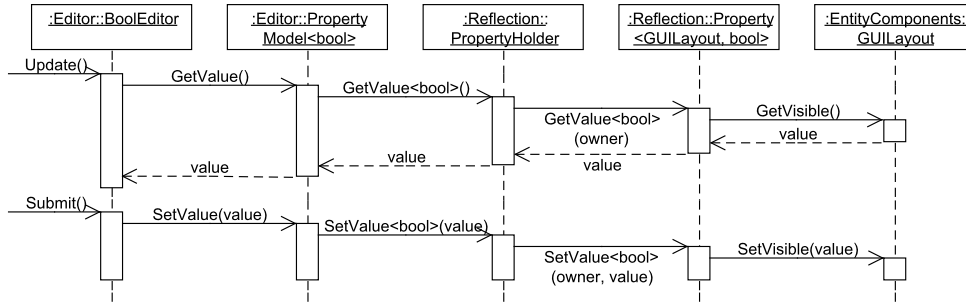 :Editor::BoolEditor
:Editor::Property
Model<bool>
:Reflection::
PropertyHolder
:Reflection::Property
<GUILayout, bool>
:EntityComponents:
GUILayout
Update()
GetValue()
GetValue<bool>()
GetValue<bool>
(owner)
GetVisible()
value
value
value
value
Submit()
SetValue(value)
SetValue<bool>(value)
SetValue<bool>
(owner, value)
SetVisible(value)